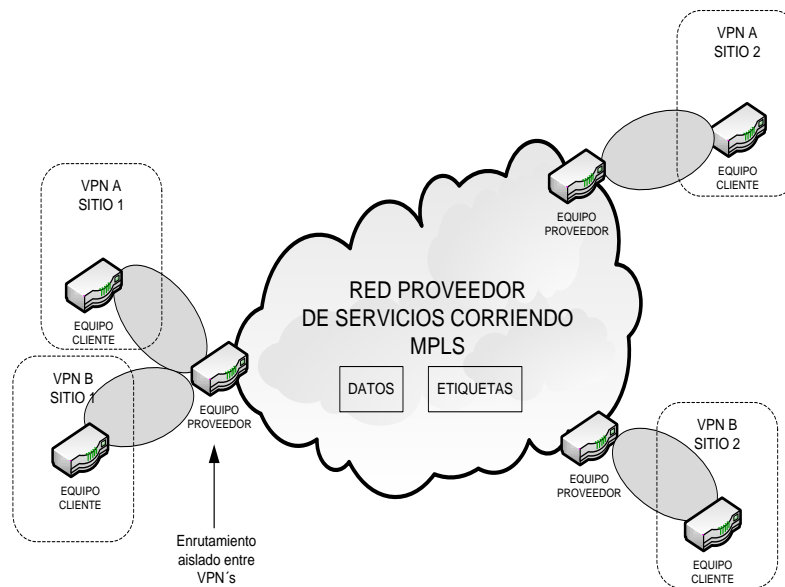 VPN A
SITIO 2
EQUIPO
CLIENTE
EQUIPO
PROVEEDOR
VPN A
SITIO 1
EQUIPO
CLIENTE
RED PROVEEDOR
DE SERVICIOS CORRIENDO
MPLS
DATOS
ETIQUETAS
VPN B
SITIO 1
EQUIPO
CLIENTE
EQUIPO
PROVEEDOR
VPN B
SITIO 2
EQUIPO
PROVEEDOR
EQUIPO
CLIENTE
Enrutamiento
aislado entre
VPN´s